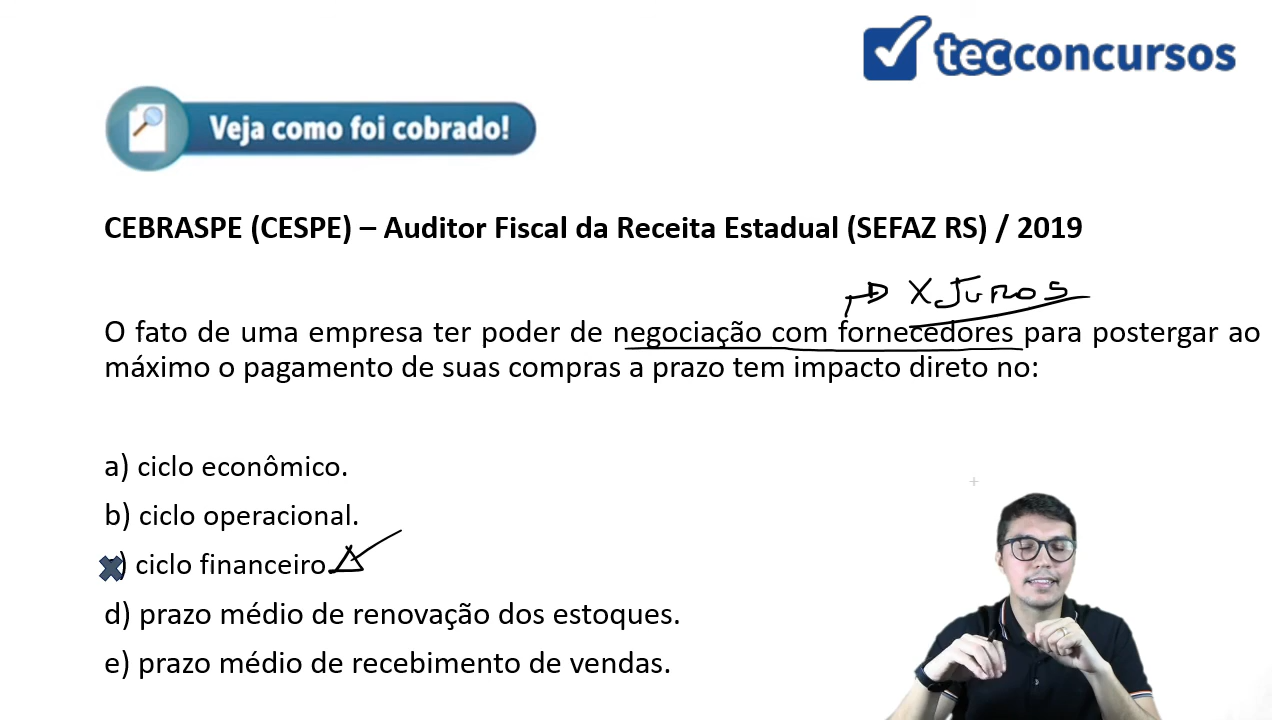 tecconcursos
Veja como foi cobrado!
CEBRASPE (CESPE) – Auditor Fiscal da Receita Estadual (SEFAZ RS) / 2019
X JUROS
O fato de uma empresa ter poder de negociação com fornecedores para postergar ao
máximo o pagamento de suas compras a prazo tem impacto direto no:
a) ciclo econômico.
b) ciclo operacional.
) ciclo financeiro.
d) prazo médio de renovação dos estoques.
e) prazo médio de recebimento de vendas.